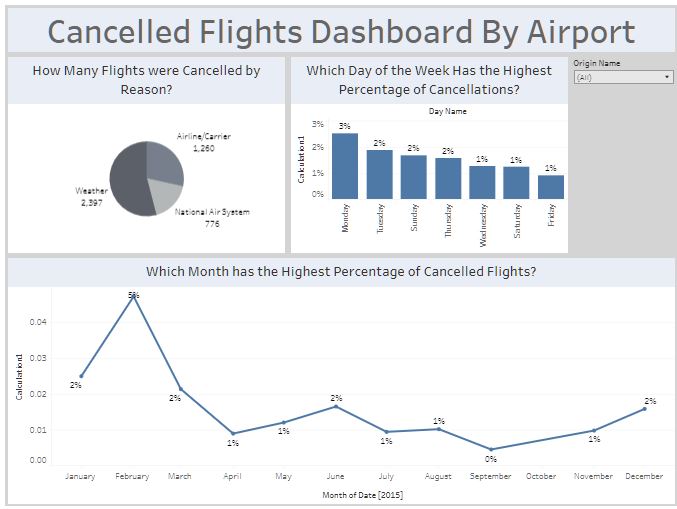 Cancelled Flights Dashboard By Airport
How Many Flights were Cancelled by
Reason?
Airline/Carrier
1,260
Weather
2,397
National Air System
776
Which Day of the Week Has the Highest
Percentage of Cancellations?
Day Name
Calculation1
3%
2%
1%
0%
3%
2%
2%
2%
1%
1%
1%
Monday
Tuesday
Sunday
Thursday
Wednesday
Saturday
Friday
Origin Name
(All)
Which Month has the Highest Percentage of Cancelled Flights?
Calculation1
0.04
0.03
0.02
0.01
0.00
2%
5%
2%
1%
1%
2%
1%
1%
0%
1%
2%
January
February
March
April
May
June
July
August
September
October
November
December
Month of Date [2015]